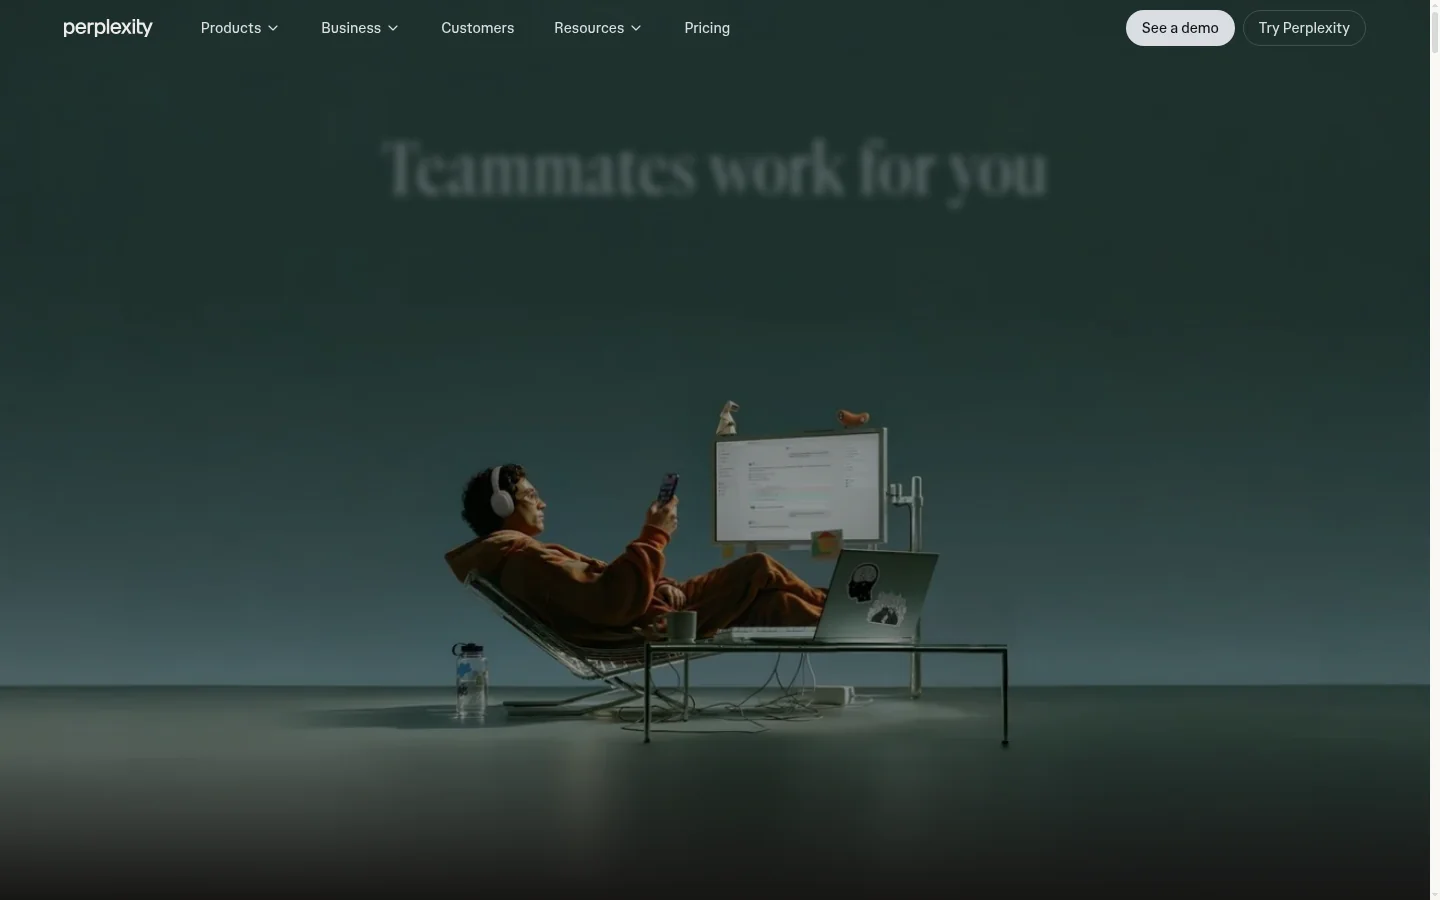 perplexity
Products
Business
Customers
Resources
Pricing
See a demo
Try Perplexity
Teammates work for you